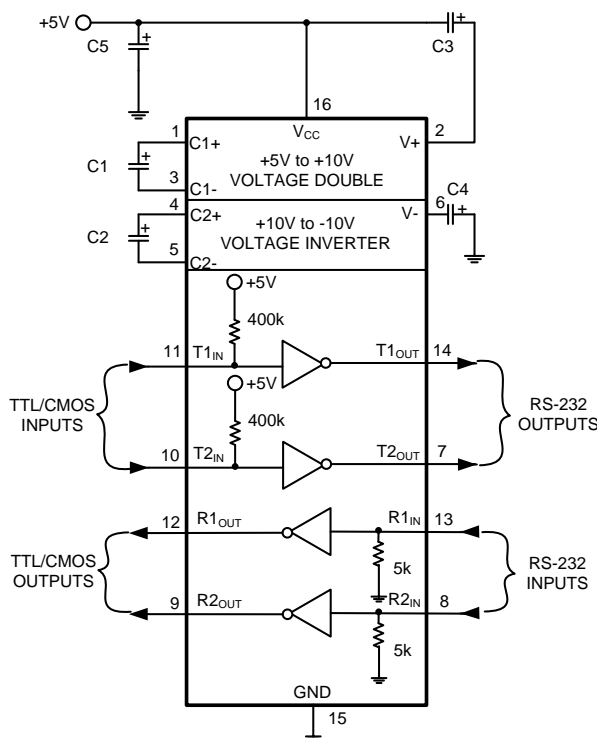 +5V
C5
C3
16
1
VCC
2
C1+
V+
C1
+5V to +10V
VOLTAGE DOUBLE
3
C1-
4
C2+
+10V to -10V
VOLTAGE INVERTER
V-
6
C4
C2
5
C2-
+5V
400k
11
T1IN
T1OUT
14
+5V
TTL/CMOS
INPUTS
400k
RS-232
OUTPUTS
10
T2IN
T2OUT
7
12
R1OUT
R1IN
13
TTL/CMOS
OUTPUTS
5k
RS-232
INPUTS
9
R2OUT
R2IN
8
5k
GND
15